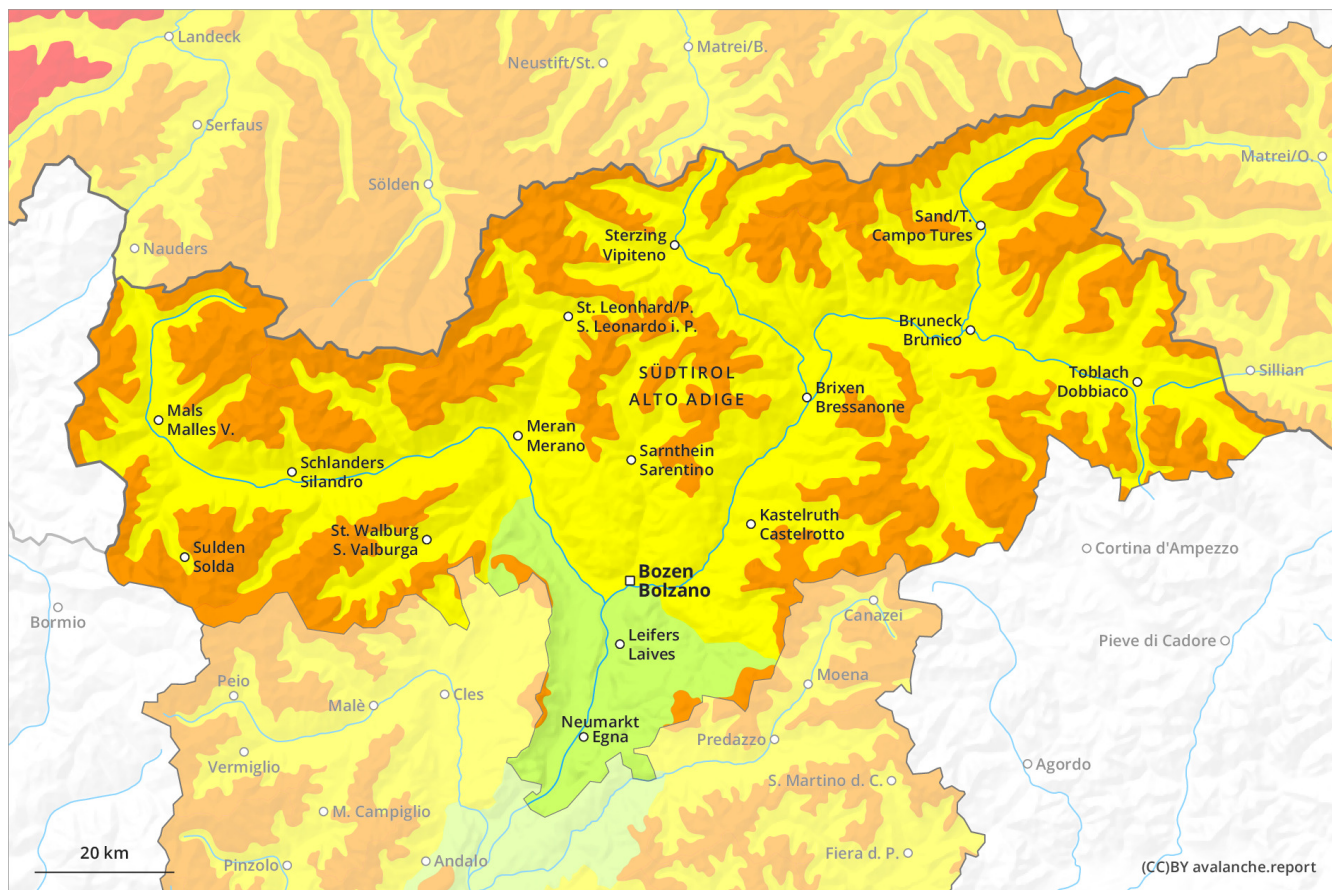 Landeck
Matrei/B.
Neustift/St.
Serfaus
Matrei/O.
Sölden
Sand/T.
Campo Tures
Nauders
Sterzing
Vipiteno
St. Leonhard/P.
S. Leonardo i. P.
Bruneck
Brunico
SÜDTIROL
ALTO ADIGE
Toblach
Dobbiaco
Sillian
Brixen
Bressanone
Mals
Malles V.
Meran
Merano
Sarnthein
Sarentino
Schlanders
Silandro
Kastelruth
Castelrotto
St. Walburg
S. Valburga
Sulden
Solda
Cortina d'Ampezzo
Bozen
Bolzano
Bormio
Canazei
Leifers
Laives
Pieve di Cadore
Peio
Moena
Cles
Malè
Neumarkt
Egna
Predazzo
Vermiglio
Agordo
S. Martino d. C.
M. Campiglio
20 km
Fiera d. P.
Andalo
Pinzolo
(CC)BY avalanche.report